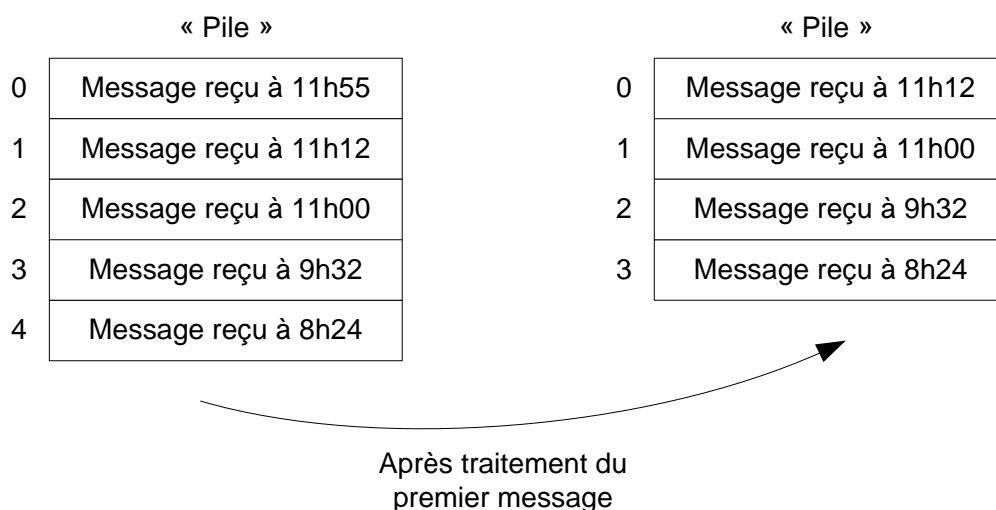 « Pile »
0 Message reçu à 11h55
1 Message reçu à 11h12
2 Message reçu à 11h00
3 Message reçu à 9h32
4 Message reçu à 8h24
« Pile »
0 Message reçu à 11h12
1 Message reçu à 11h00
2 Message reçu à 9h32
3 Message reçu à 8h24
Après traitement du
premier message